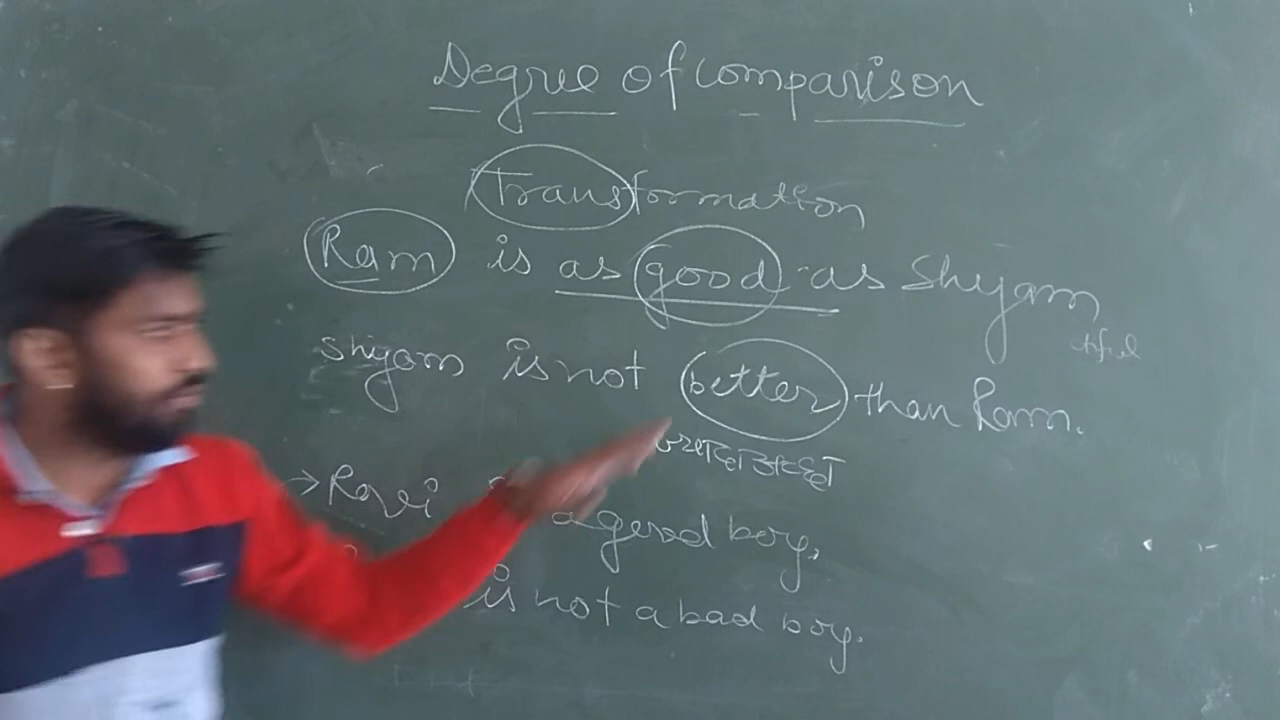 Degree of comparison
Transformation
Ram is as good as Shyam
Shyam is not better than Ram.
ज्यादा अच्छा
→ Ravi a good boy.
is not a bad boy.